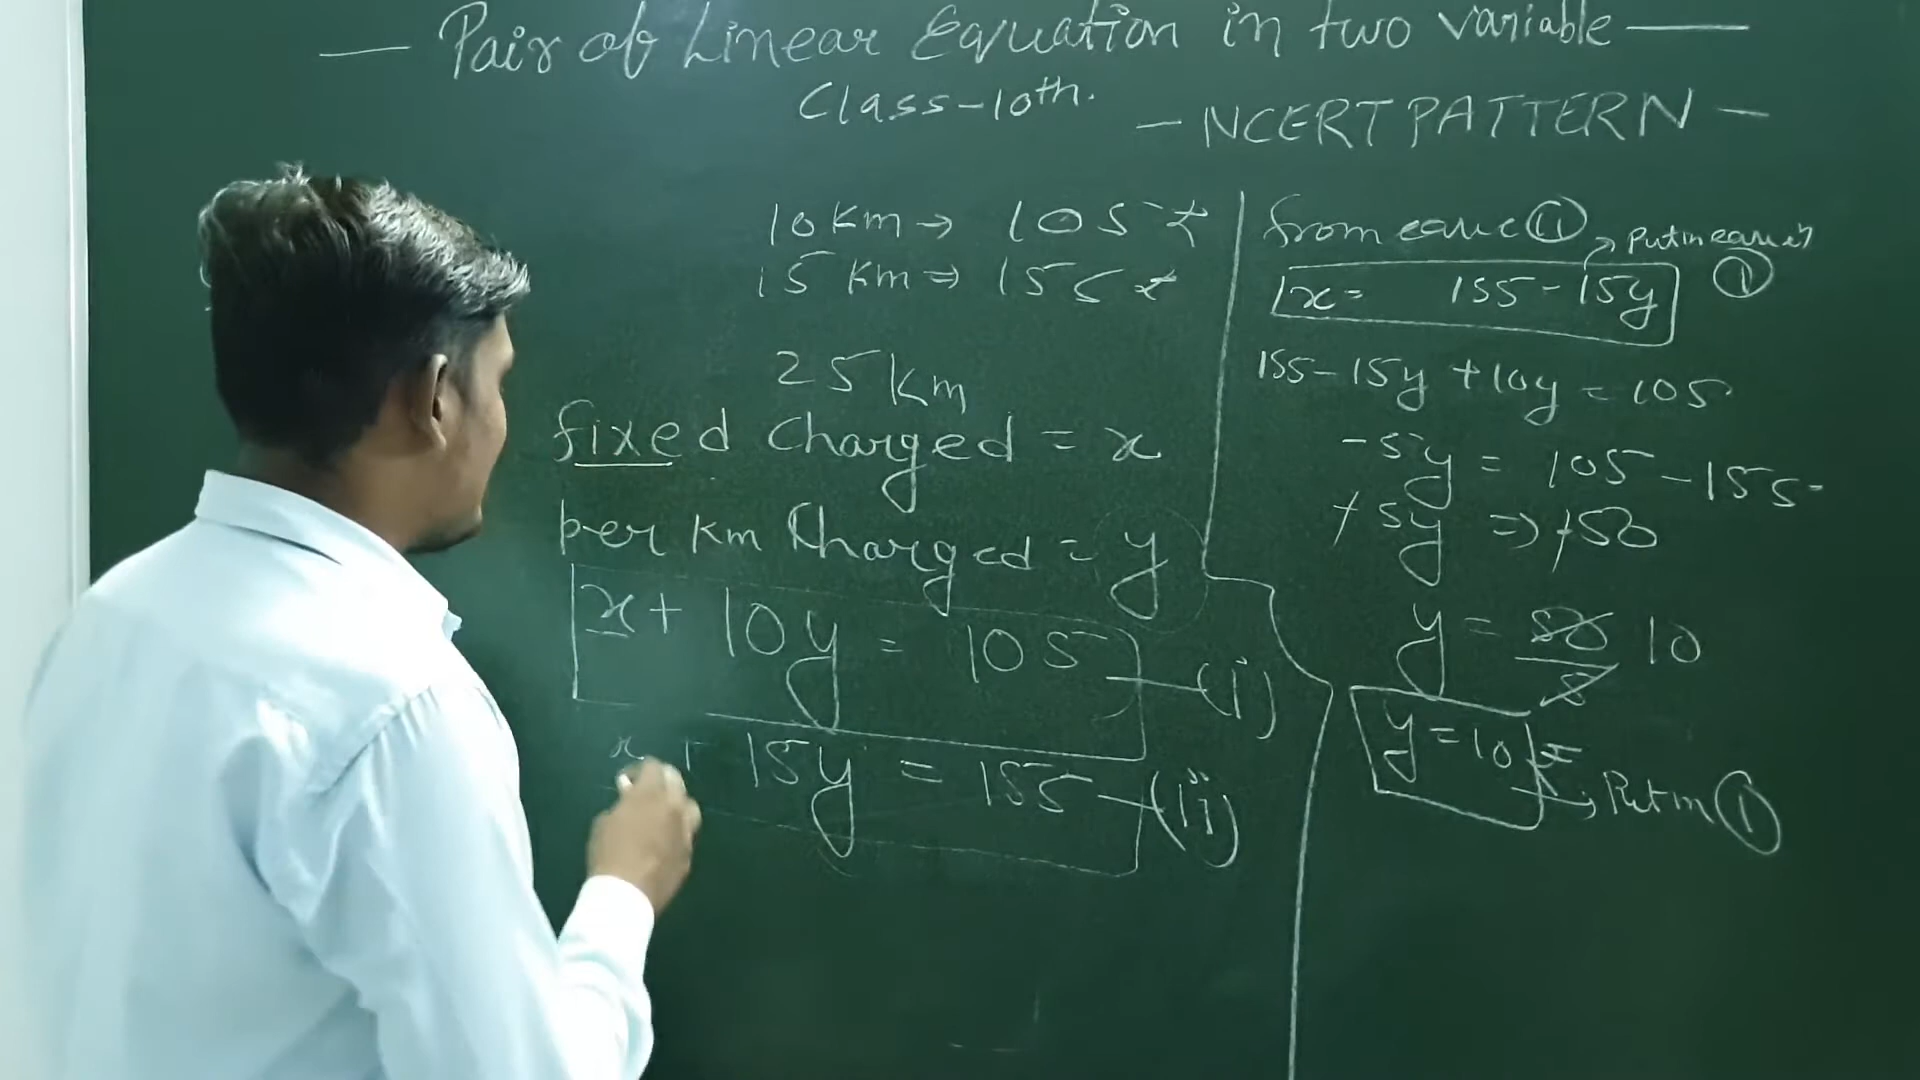 — Pair of Linear Equation in two variable —
Class-10th.
- NCERT PATTERN -
10 Km → 105 ₹
15 Km ⇒ 155 ₹
25 Km
fixed Charged = x
per Km Charged = y
x + 10y = 105 — (i)
x + 15y = 155 — (ii)
from (ii)
→ Put in (1)
x = 155 - 15y
155 - 15y + 10y = 105
-5y = 105 - 155
+5y ⇒ +50
y = 50/5 10
y = 10 ₹
→ Put in (1)